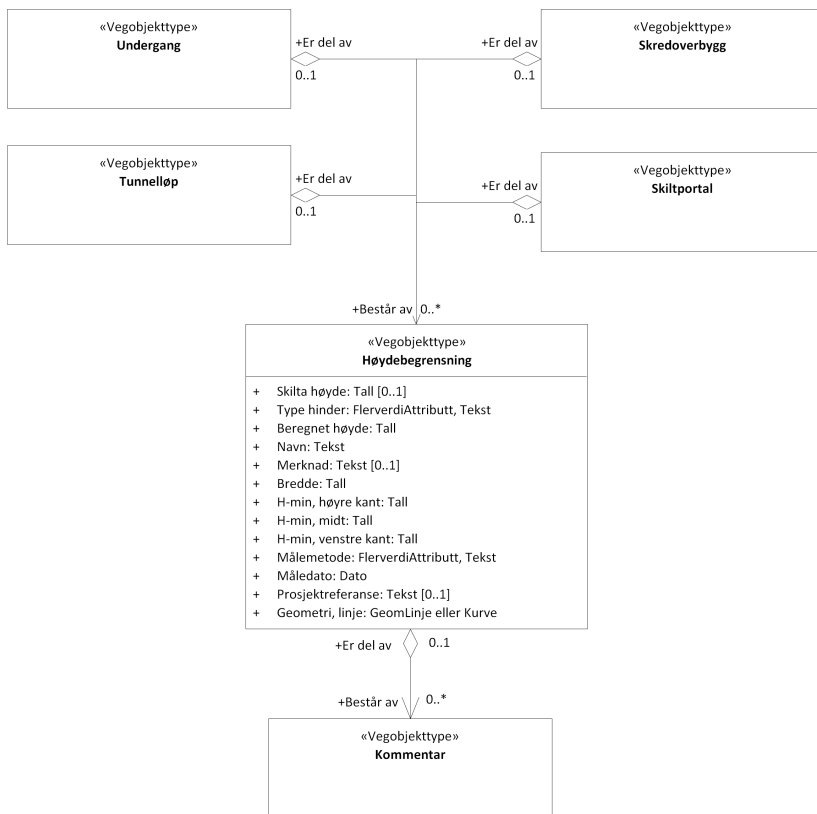 «Vegobjekttype»
Undergang
+Er del av
0..1
«Vegobjekttype»
Skredoverbygg
+Er del av
0..1
«Vegobjekttype»
Tunnelløp
+Er del av
0..1
«Vegobjekttype»
Skiltportal
+Er del av
0..1
+Består av 0..*
«Vegobjekttype»
Høydebegrensning
+ Skilta høyde: Tall [0..1]
+ Type hinder: FlerverdiAttributt, Tekst
+ Beregnet høyde: Tall
+ Navn: Tekst
+ Merknad: Tekst [0..1]
+ Bredde: Tall
+ H-min, høyre kant: Tall
+ H-min, midt: Tall
+ H-min, venstre kant: Tall
+ Målemetode: FlerverdiAttributt, Tekst
+ Måledato: Dato
+ Prosjektreferanse: Tekst [0..1]
+ Geometri, linje: GeomLinje eller Kurve
+Er del av 0..1
+Består av 0..*
«Vegobjekttype»
Kommentar